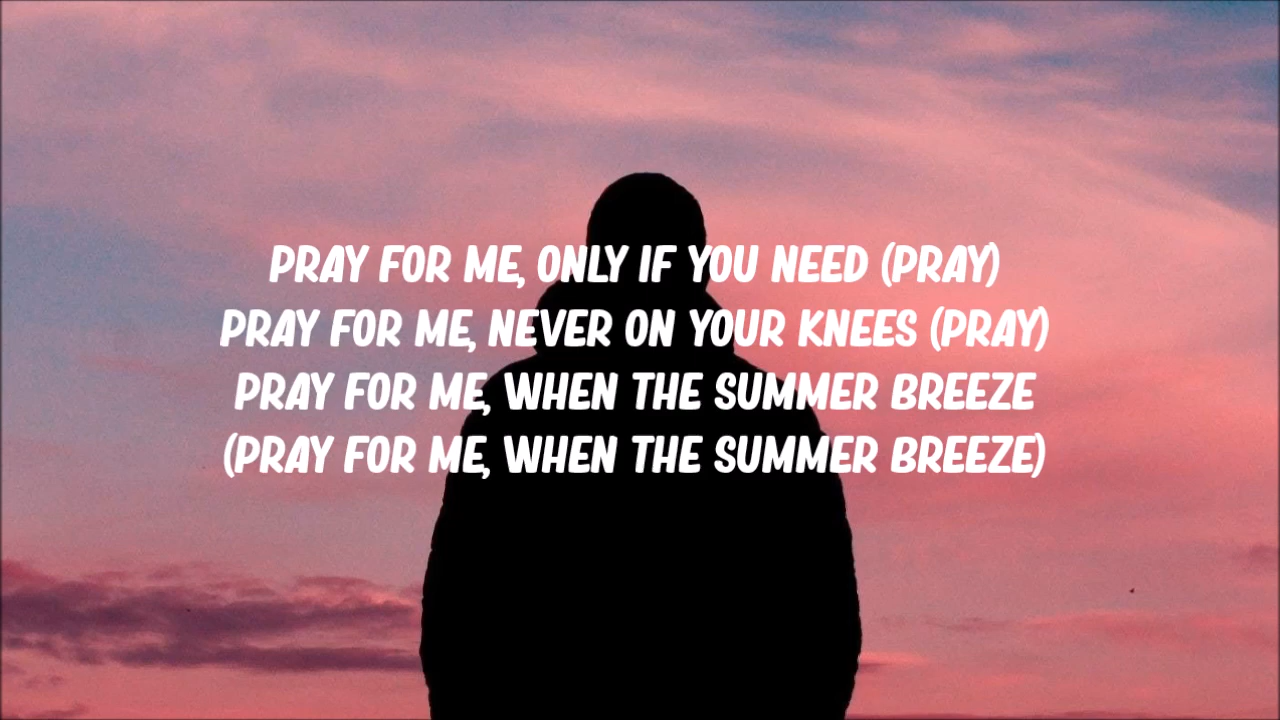 PRAY FOR ME, ONLY IF YOU NEED (PRAY)
PRAY FOR ME, NEVER ON YOUR KNEES (PRAY)
PRAY FOR ME, WHEN THE SUMMER BREEZE
(PRAY FOR ME, WHEN THE SUMMER BREEZE)